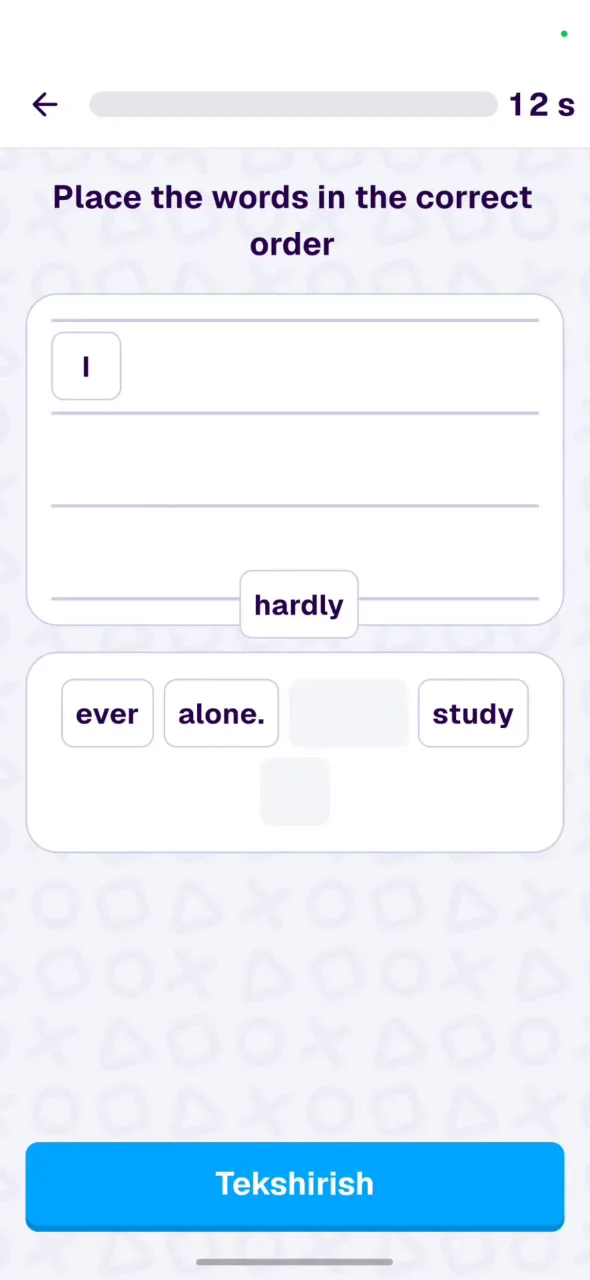 12 s
Place the words in the correct
order
I
hardly
ever alone. study
Tekshirish